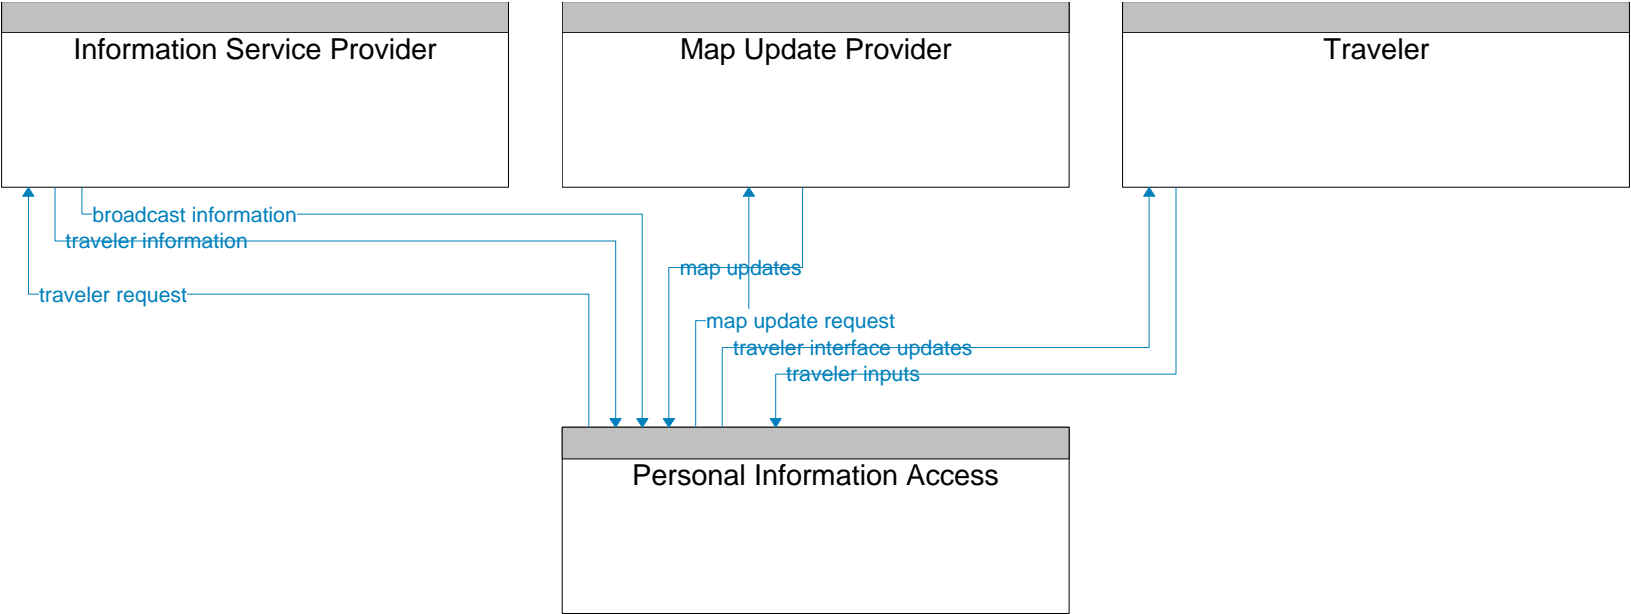 Information Service Provider
Map Update Provider
Traveler
broadcast information
traveler information
map updates
traveler request
map update request
traveler interface updates
traveler inputs
Personal Information Access